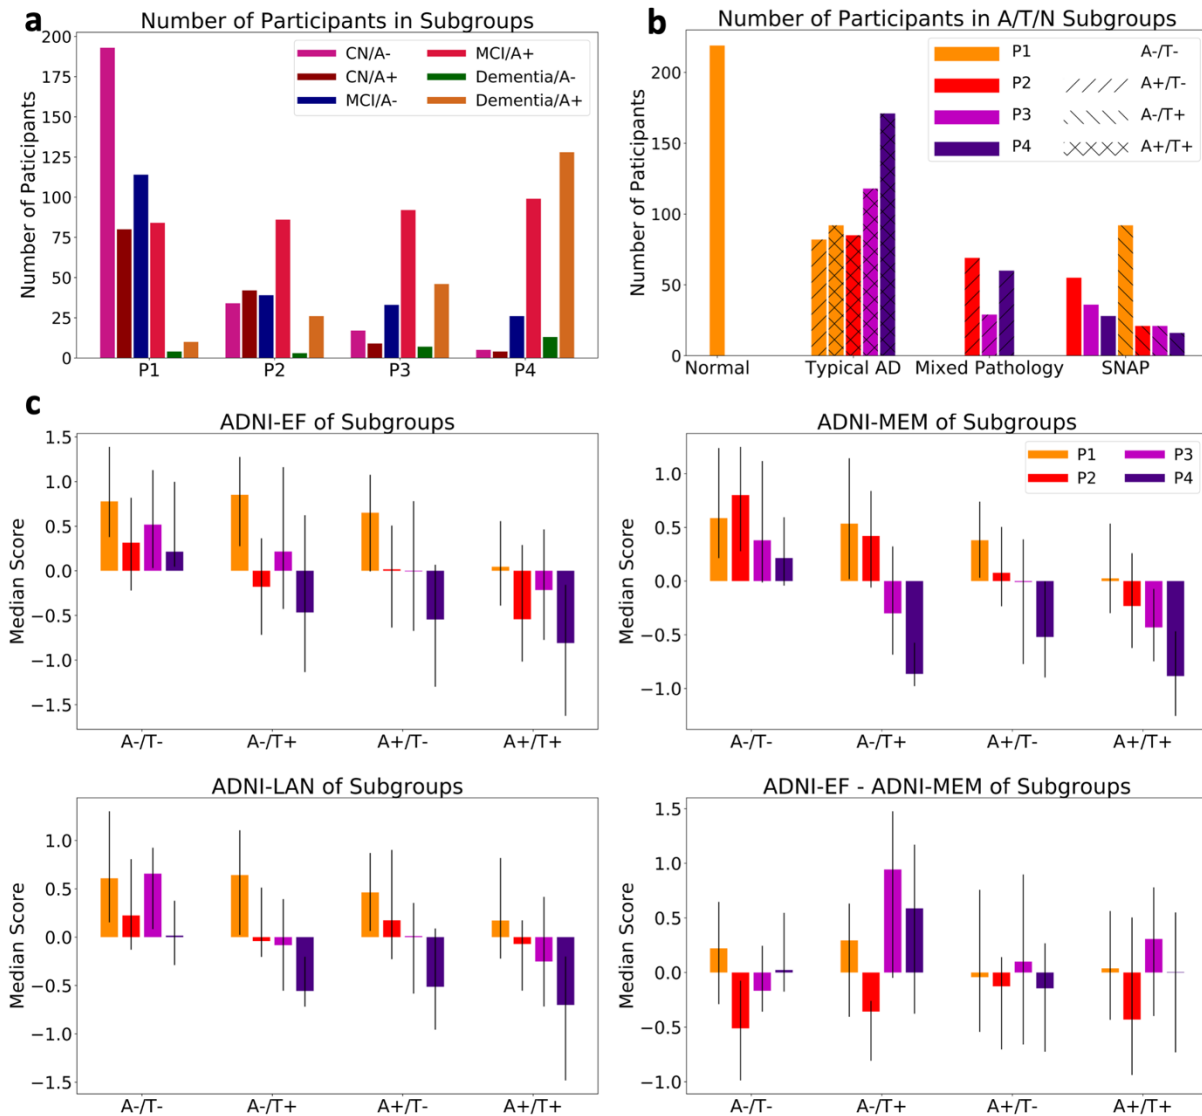 a
Number of Participants in Subgroups
Number of Paticipants
200
175
150
125
100
75
50
25
0
CN/A-
CN/A+
MCI/A-
MCI/A+
Dementia/A-
Dementia/A+
P1 P2 P3 P4
b
Number of Participants in A/T/N Subgroups
Number of Paticipants
200
150
100
50
0
P1 A-/T-
P2 A+/T-
P3 A-/T+
P4 A+/T+
Normal Typical AD Mixed Pathology SNAP
c
ADNI-EF of Subgroups
Median Score
1.5
1.0
0.5
0.0
−0.5
−1.0
−1.5
A-/T- A-/T+ A+/T- A+/T+
ADNI-MEM of Subgroups
Median Score
1.0
0.5
0.0
−0.5
−1.0
P1 P3
P2 P4
A-/T- A-/T+ A+/T- A+/T+
ADNI-LAN of Subgroups
Median Score
1.0
0.5
0.0
−0.5
−1.0
−1.5
A-/T- A-/T+ A+/T- A+/T+
ADNI-EF - ADNI-MEM of Subgroups
Median Score
1.5
1.0
0.5
0.0
−0.5
−1.0
A-/T- A-/T+ A+/T- A+/T+